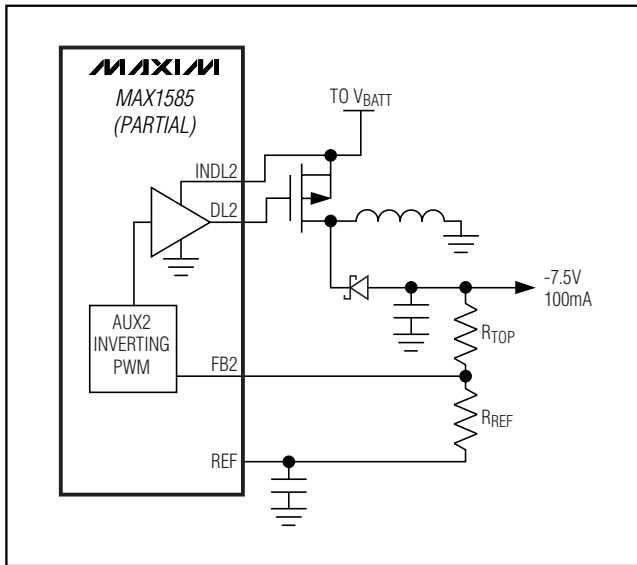 MAXIM
MAX1585
(PARTIAL)
TO VBATT
INDL2
DL2
-7.5V
100mA
AUX2
INVERTING
PWM
RTOP
FB2
RREF
REF